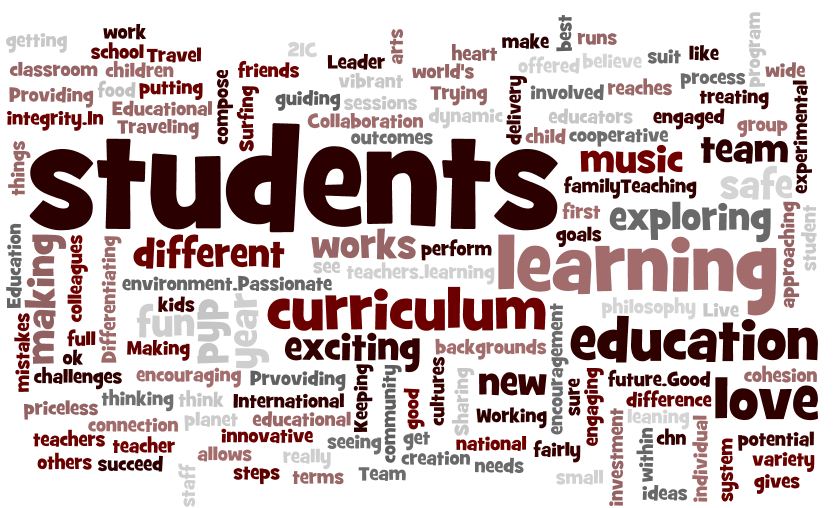 getting
work
school
Travel
2IC
Leader
arts
heart
make
best
runs
program
classroom
children
friends
vibrant
world's
offered
believe
suit
like
process
wide
Providing
food
putting
compose
Surfing
guiding
sessions
Trying
delivery
involved
reaches
treating
experimental
integrity.In
Educational
Traveling
Collaboration
dynamic
outcomes
educators
engaged
group
child
cooperative
things
students
music
team
familyTeaching
safe
first
exploring
goals
approaching
student
Education
making
colleagues
Differentiating
different
works
perform
see
teachers.learning
learning
environment.Passionate
kids
fun
pyp
year
curriculum
philosophy
Live
mistakes
full
ok
Making
exciting
backgrounds
encouragement
education
challenges
encouraging
Prvoviding
Keeping
community
good
cultures
Sharing
new
sure
engaging
future.Good
cohesion
priceless
thinking
think
International
Working
difference
love
connection
planet
educational
investment
learning
individual
teachers
teacher
innovative
seeing
get
national
fairly
within
chn
system
potential
others
succeed
allows
really
creation
needs
variety
staff
steps
terms
Team
small
i
ideas
gives